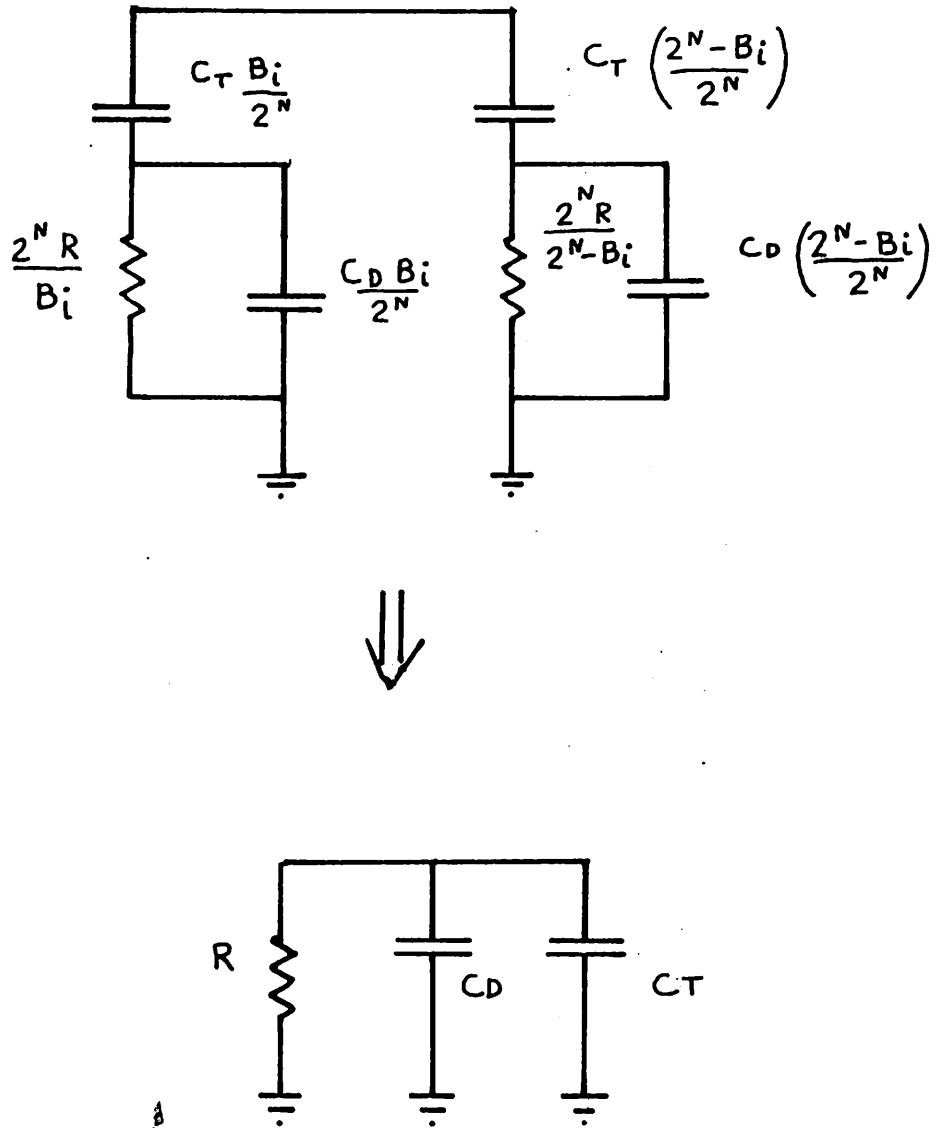 C_T B_i / 2^N
C_T ( (2^N - B_i) / 2^N )
2^N R / B_i
C_D B_i / 2^N
2^N R / (2^N - B_i)
C_D ( (2^N - B_i) / 2^N )
R
C_D
C_T